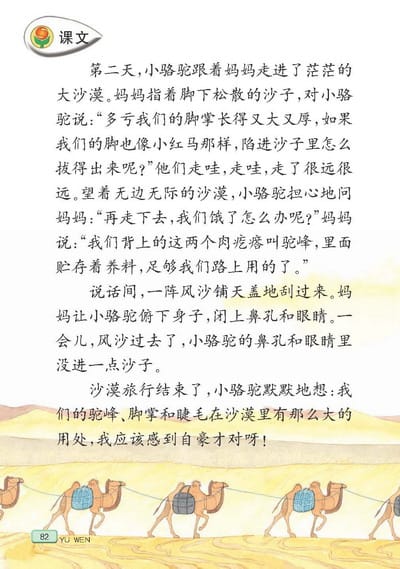 课文
第二天，小骆驼跟着妈妈走进了茫茫的
大沙漠。妈妈指着脚下松散的沙子，对小骆
驼说：“多亏我们的脚掌长得又大又厚，如果
我们的脚也像小红马那样，陷进沙子里怎么
拔得出来呢？”他们走哇，走哇，走了很远很
远。望着无边无际的沙漠，小骆驼担心地问
妈妈：“再走下去，我们饿了怎么办呢？”妈妈
说：“我们背上的这两个肉疙瘩叫驼峰，里面
贮存着养料，足够我们路上用的了。”
说话间，一阵风沙铺天盖地刮过来。妈
妈让小骆驼俯下身子，闭上鼻孔和眼睛。一
会儿，风沙过去了，小骆驼的鼻孔和眼睛里
没进一点沙子。
沙漠旅行结束了，小骆驼默默地想：我
们的驼峰、脚掌和睫毛在沙漠里有那么大的
用处，我应该感到自豪才对呀！
82
YU WEN